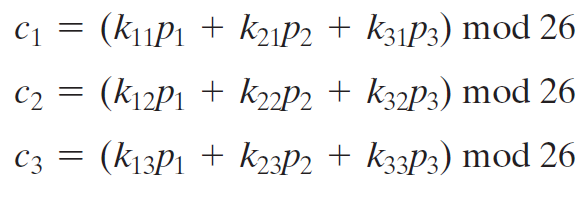 c₁ = (k₁₁p₁ + k₂₁p₂ + k₃₁p₃) mod 26
c₂ = (k₁₂p₁ + k₂₂p₂ + k₃₂p₃) mod 26
c₃ = (k₁₃p₁ + k₂₃p₂ + k₃₃p₃) mod 26